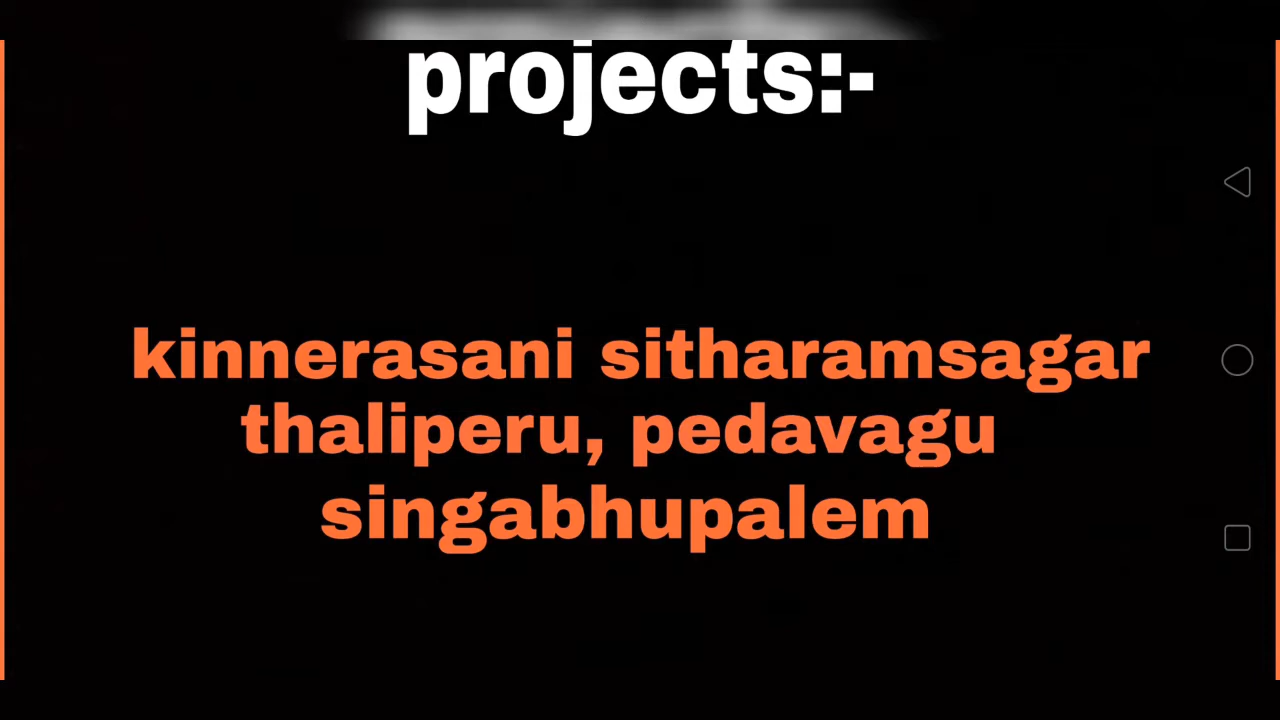 projects:-
kinnerasani sitharamsagar
thaliperu, pedavagu
singabhupalem